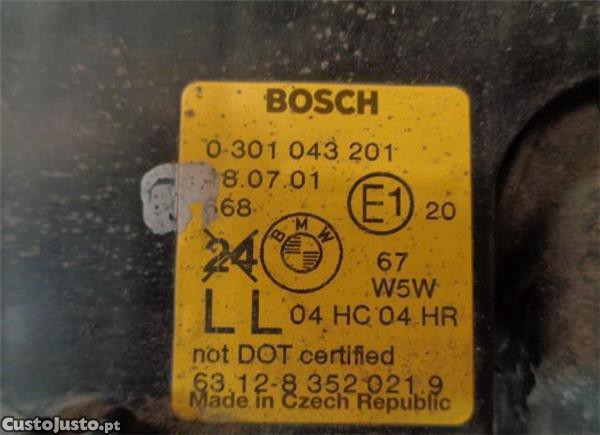 BOSCH
0 301 043 201
8.07.01
668
E1 20
24
BMW
67
W5W
LL 04 HC 04 HR
not DOT certified
63.12-8 352 021.9
Made in Czech Republic
CustoJusto.pt